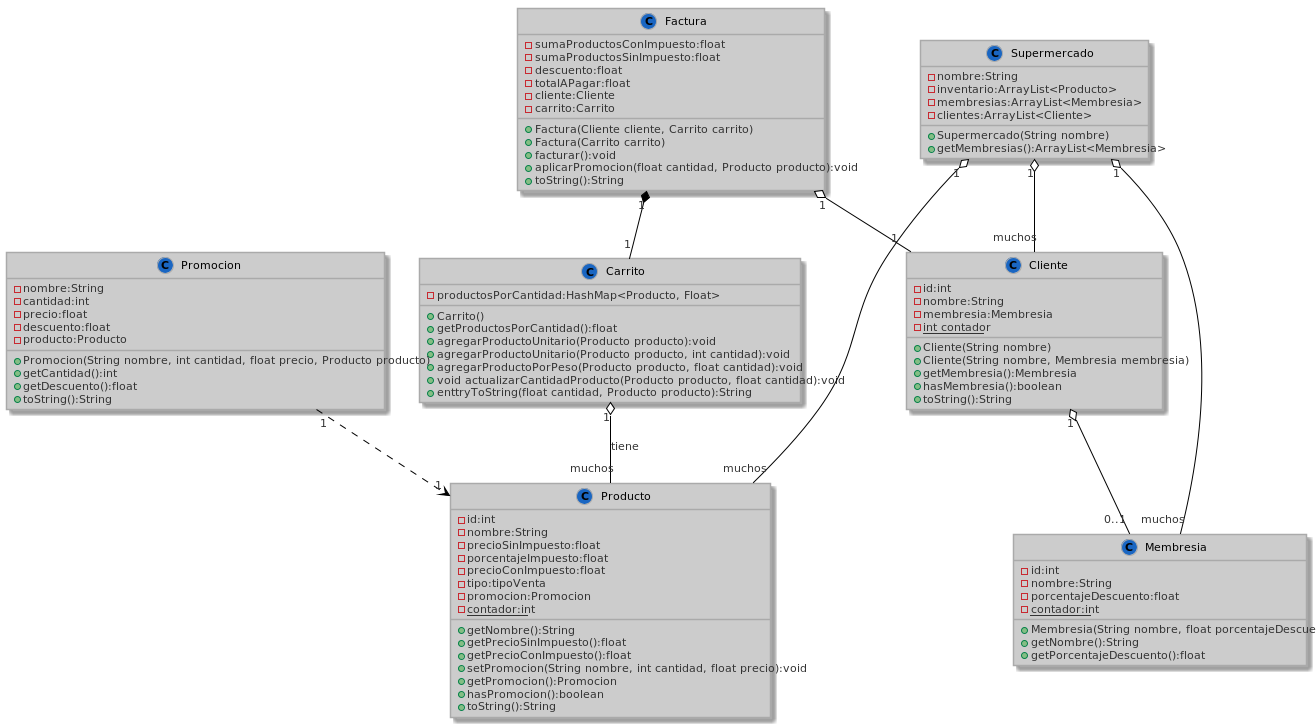 C Factura
sumaProductosConImpuesto:float
sumaProductosSinImpuesto:float
descuento:float
totalAPagar:float
cliente:Cliente
carrito:Carrito
Factura(Cliente cliente, Carrito carrito)
Factura(Carrito carrito)
facturar():void
aplicarPromocion(float cantidad, Producto producto):void
toString():String
C Supermercado
nombre:String
inventario:ArrayList<Producto>
membresias:ArrayList<Membresia>
clientes:ArrayList<Cliente>
Supermercado(String nombre)
getMembresias():ArrayList<Membresia>
1
1
1
1
1
1
1
muchos
C Promocion
nombre:String
cantidad:int
precio:float
descuento:float
producto:Producto
Promocion(String nombre, int cantidad, float precio, Producto producto)
getCantidad():int
getDescuento():float
toString():String
C Carrito
productosPorCantidad:HashMap<Producto, Float>
Carrito()
getProductosPorCantidad():float
agregarProductoUnitario(Producto producto):void
agregarProductoUnitario(Producto producto, int cantidad):void
agregarProductoPorPeso(Producto producto, float cantidad):void
void actualizarCantidadProducto(Producto producto, float cantidad):void
enttryToString(float cantidad, Producto producto):String
C Cliente
id:int
nombre:String
membresia:Membresia
int contador
Cliente(String nombre)
Cliente(String nombre, Membresia membresia)
getMembresia():Membresia
hasMembresia():boolean
toString():String
1
1
1
tiene
muchos
muchos
1
0..1
muchos
C Producto
id:int
nombre:String
precioSinImpuesto:float
porcentajeImpuesto:float
precioConImpuesto:float
tipo:tipoVenta
promocion:Promocion
contador:int
getNombre():String
getPrecioSinImpuesto():float
getPrecioConImpuesto():float
setPromocion(String nombre, int cantidad, float precio):void
getPromocion():Promocion
hasPromocion():boolean
toString():String
C Membresia
id:int
nombre:String
porcentajeDescuento:float
contador:int
Membresia(String nombre, float porcentajeDescue
getNombre():String
getPorcentajeDescuento():float